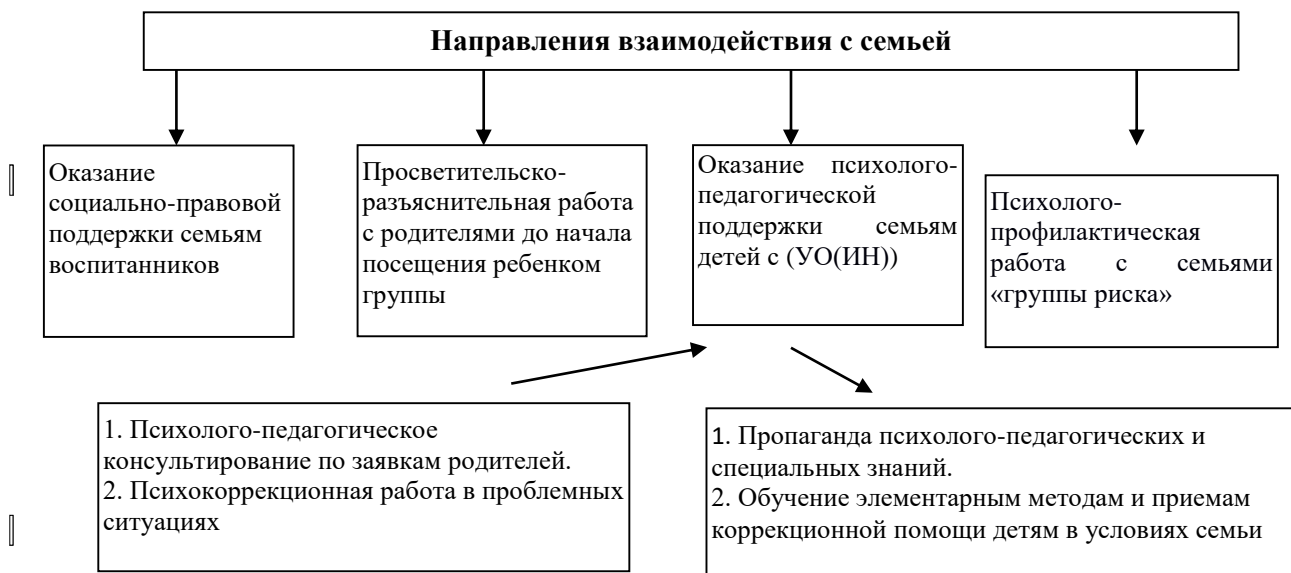 Направления взаимодействия с семьей
Оказание
социально-правовой
поддержки семьям
воспитанников
Просветительско-
разъяснительная работа
с родителями до начала
посещения ребенком
группы
Оказание психолого-
педагогической
поддержки семьям
детей с (УО(ИН))
Психолого-
профилактическая
работа с семьями
«группы риска»
1. Психолого-педагогическое
консультирование по заявкам родителей.
2. Психокоррекционная работа в проблемных
ситуациях
1. Пропаганда психолого-педагогических и
специальных знаний.
2. Обучение элементарным методам и приемам
коррекционной помощи детям в условиях семьи